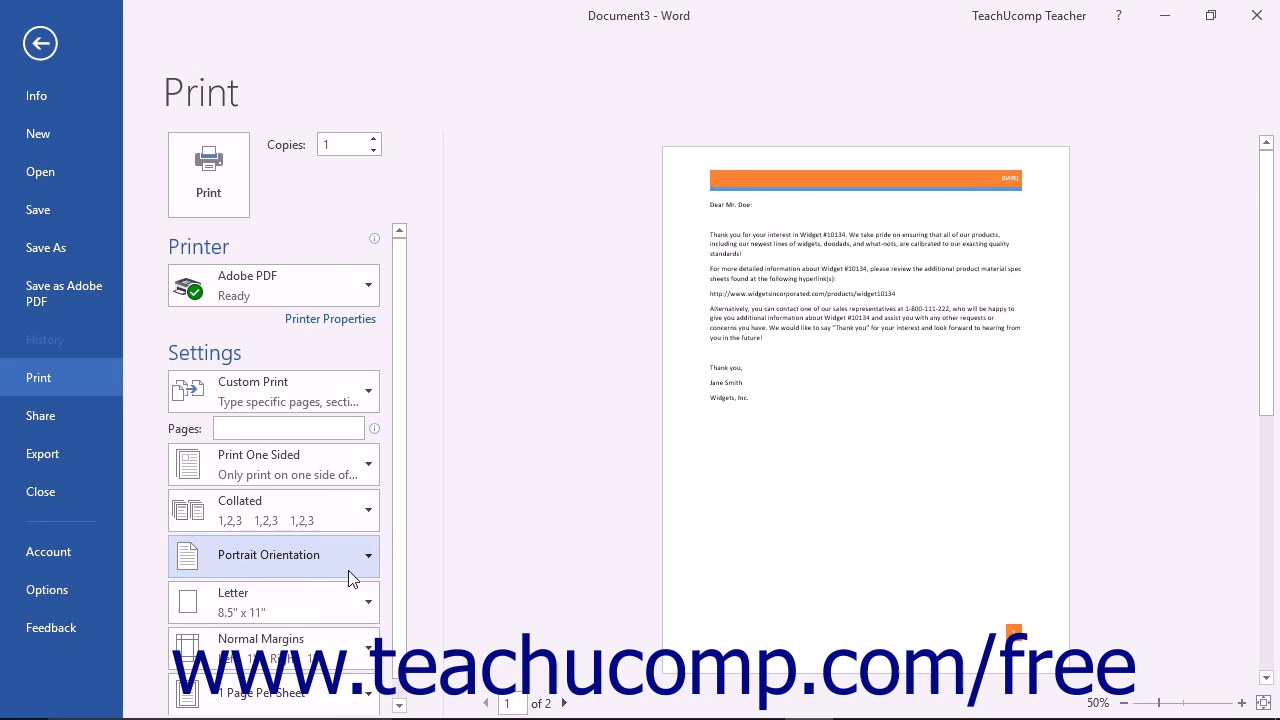 Document3 - Word
TeachUcomp Teacher
?
Info
New
Open
Save
Save As
Save as Adobe
PDF
History
Print
Share
Export
Close
Account
Options
Feedback
Print
Print
Copies: 1
Printer
Adobe PDF
Ready
Printer Properties
Settings
Custom Print
Type specific pages, secti...
Pages:
Print One Sided
Only print on one side of...
Collated
1,2,3 1,2,3 1,2,3
Portrait Orientation
Letter
8.5" x 11"
Normal Margins
1 Page Per Sheet
[DATE]
Dear Mr. Doe:
Thank you for your interest in Widget #10134. We take pride on ensuring that all of our products,
including our newest lines of widgets, doodads, and what-nots, are calibrated to our exacting quality
standards!
For more detailed information about Widget #10134, please review the additional product material spec
sheets found at the following hyperlink(s):
http://www.widgetsincorporated.com/products/widget10134
Alternatively, you can contact one of our sales representatives at 1-800-111-222, who will be happy to
give you additional information about Widget #10134 and assist you with any other requests or
concerns you have. We would like to say "Thank you" for your interest and look forward to hearing from
you in the future!
Thank you,
Jane Smith
Widgets, Inc.
www.teachucomp.com/free
1 of 2
50%